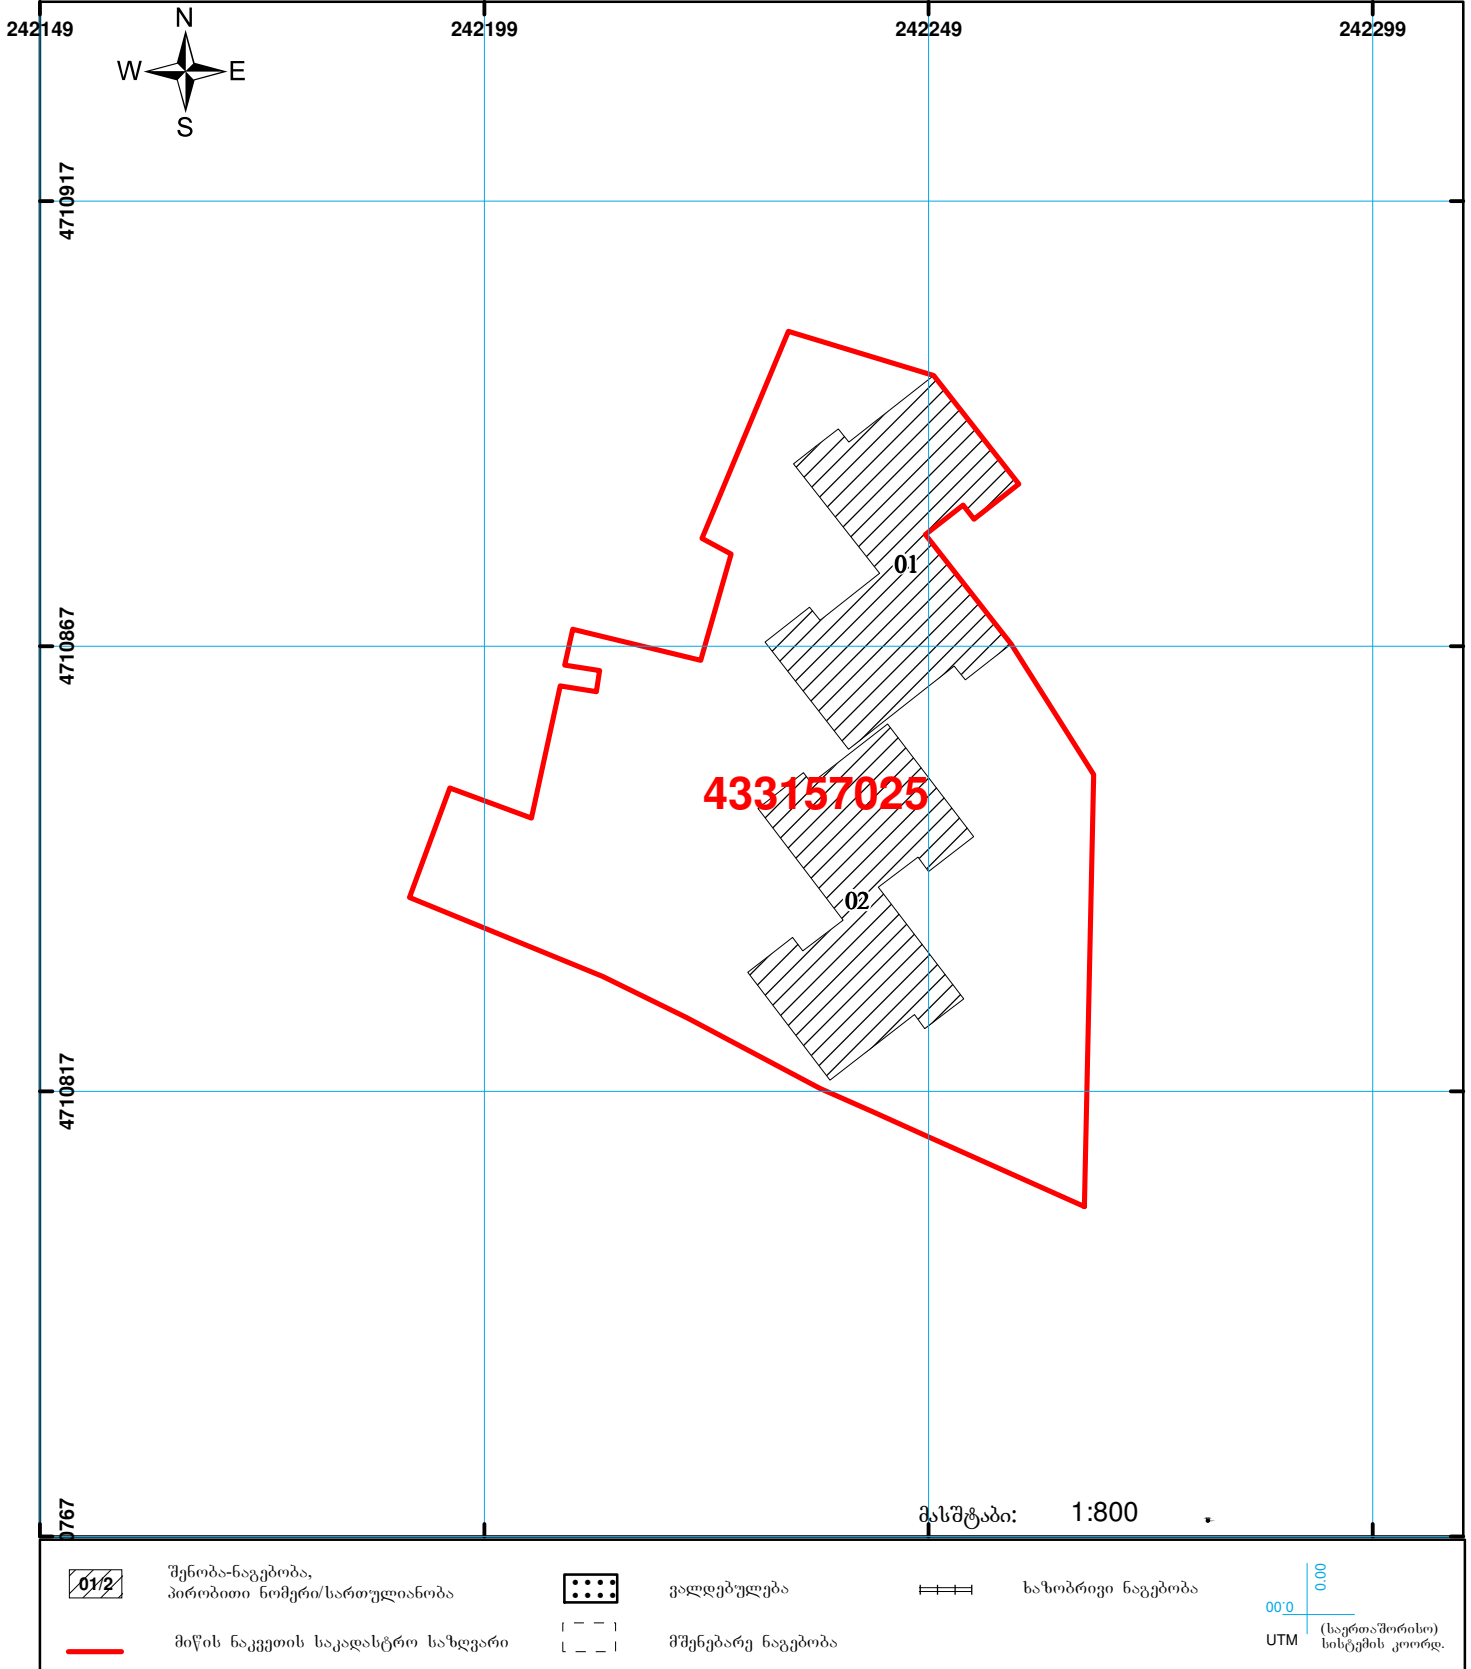 242149
242199
242249
242299
N
W E
S
4710917
4710867
4710817
0767
01
433157025
02
მასშტაბი: 1:800
01/2
შენობა-ნაგებობა,
პირობითი ნომერი/სართულიანობა
ვალდებულება
ხაზობრივი ნაგებობა
მიწის ნაკვეთის საკადასტრო საზღვარი
მშენებარე ნაგებობა
00.0
00.0
UTM
(საერთაშორისო)
სისტემის კოორდ.